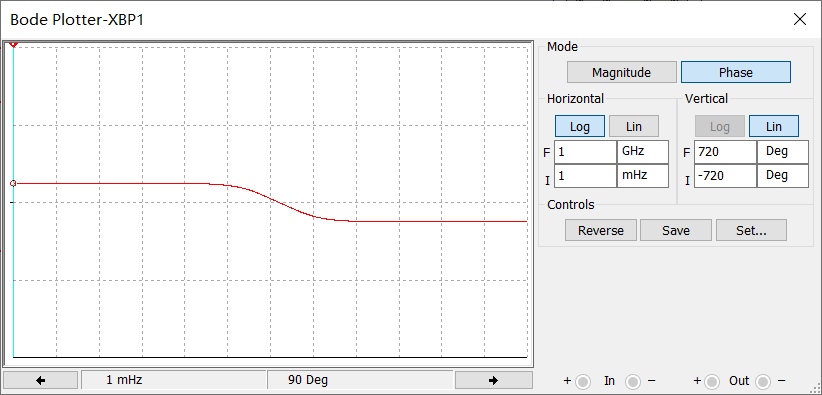 Bode Plotter-XBP1
Mode
Magnitude Phase
Horizontal Vertical
Log Lin Log Lin
F 1 GHz F 720 Deg
I 1 mHz I -720 Deg
Controls
Reverse Save Set...
1 mHz 90 Deg
+ In − + Out −